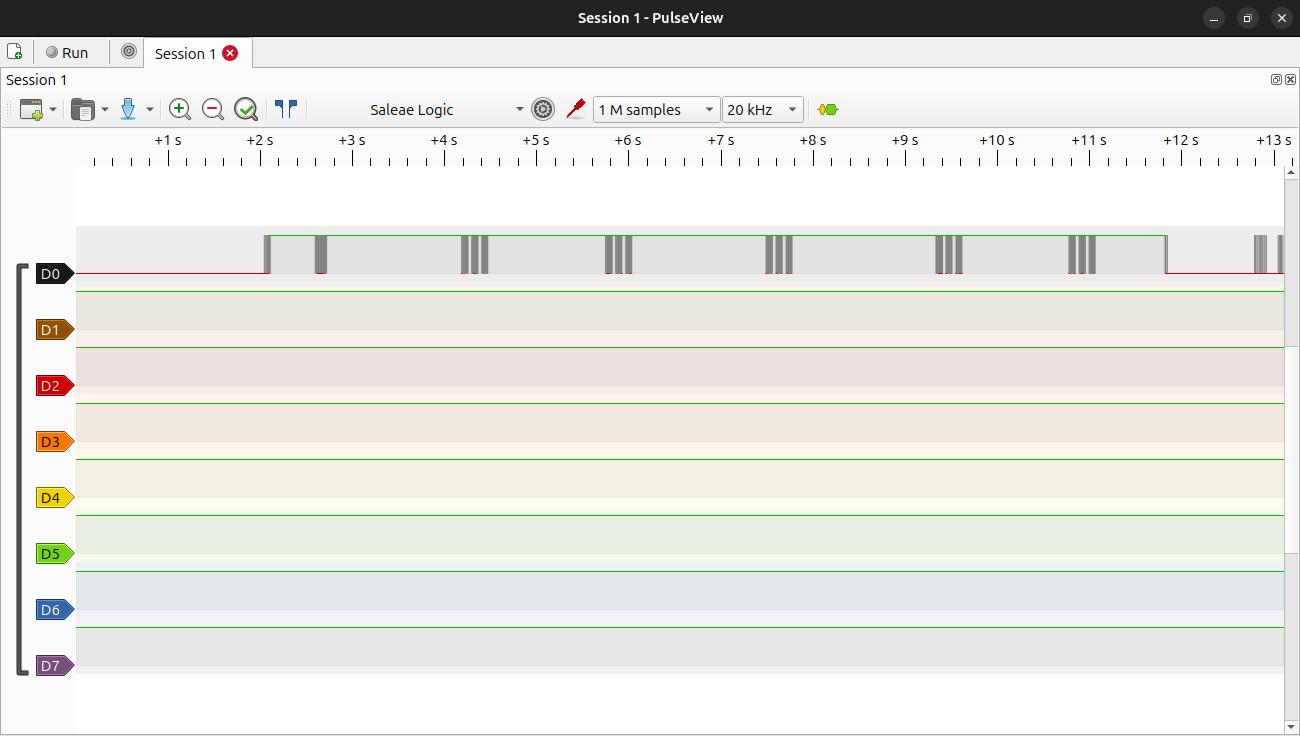 Session 1 - PulseView
Run
Session 1
Session 1
Saleae Logic
1 M samples
20 kHz
+1 s +2 s +3 s +4 s +5 s +6 s +7 s +8 s +9 s +10 s +11 s +12 s +13 s
D0
D1
D2
D3
D4
D5
D6
D7